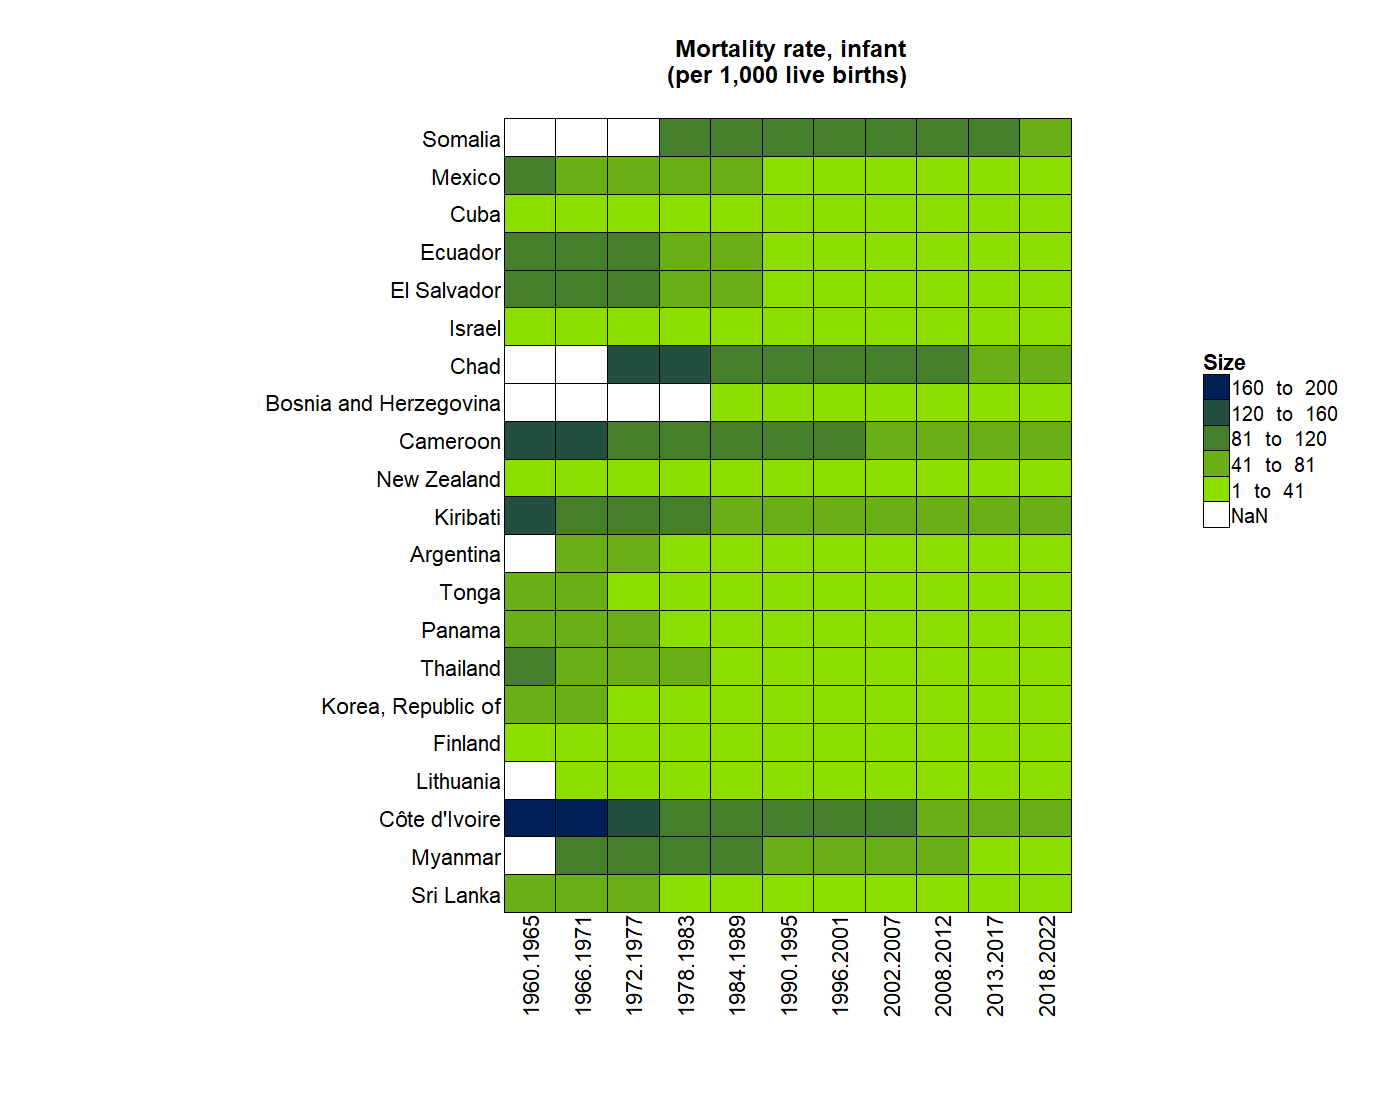 Mortality rate, infant
(per 1,000 live births)
Somalia
Mexico
Cuba
Ecuador
El Salvador
Israel
Chad
Bosnia and Herzegovina
Cameroon
New Zealand
Kiribati
Argentina
Tonga
Panama
Thailand
Korea, Republic of
Finland
Lithuania
Côte d'Ivoire
Myanmar
Sri Lanka
1960.1965
1966.1971
1972.1977
1978.1983
1984.1989
1990.1995
1996.2001
2002.2007
2008.2012
2013.2017
2018.2022
Size
160 to 200
120 to 160
81 to 120
41 to 81
1 to 41
NaN